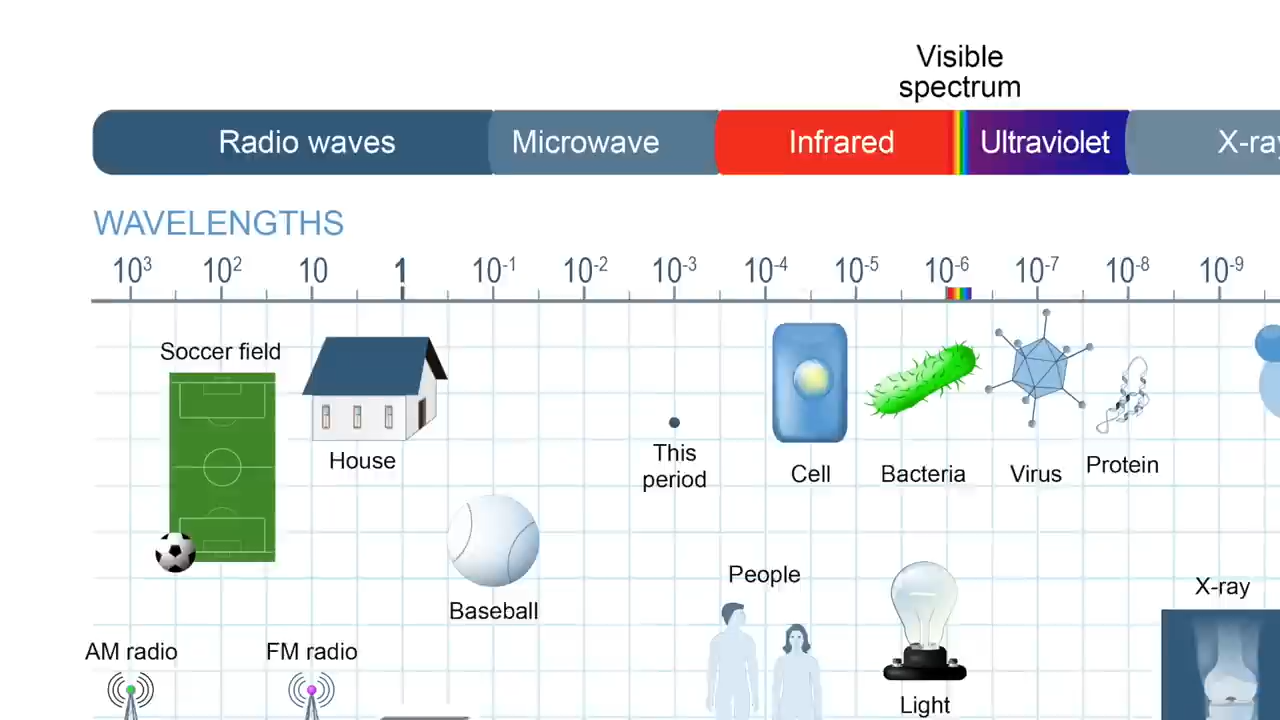 Visible
spectrum
Radio waves
Microwave
Infrared
Ultraviolet
X-ray
WAVELENGTHS
10³ 10² 10 1 10⁻¹ 10⁻² 10⁻³ 10⁻⁴ 10⁻⁵ 10⁻⁶ 10⁻⁷ 10⁻⁸ 10⁻⁹
Soccer field
House
This
period
Cell
Bacteria
Virus
Protein
Baseball
People
X-ray
AM radio
FM radio
Light